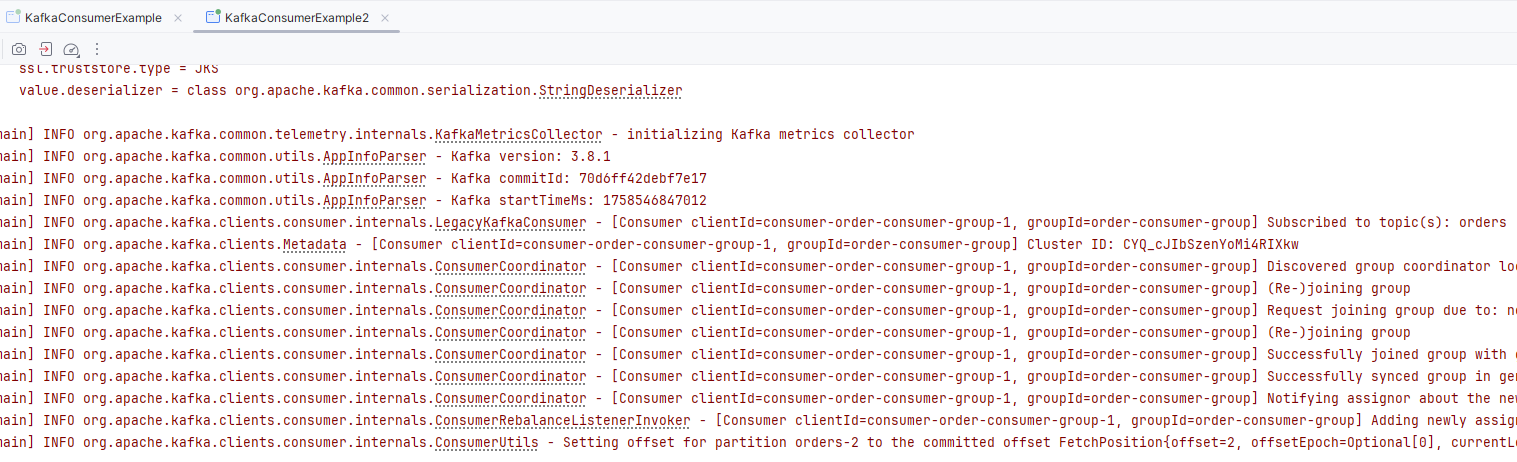 KafkaConsumerExample
KafkaConsumerExample2
ssl.truststore.type = JKS
value.deserializer = class org.apache.kafka.common.serialization.StringDeserializer
main] INFO org.apache.kafka.common.telemetry.internals.KafkaMetricsCollector - initializing Kafka metrics collector
main] INFO org.apache.kafka.common.utils.AppInfoParser - Kafka version: 3.8.1
main] INFO org.apache.kafka.common.utils.AppInfoParser - Kafka commitId: 70d6ff42debf7e17
main] INFO org.apache.kafka.common.utils.AppInfoParser - Kafka startTimeMs: 1758546847012
main] INFO org.apache.kafka.clients.consumer.internals.LegacyKafkaConsumer - [Consumer clientId=consumer-order-consumer-group-1, groupId=order-consumer-group] Subscribed to topic(s): orders
main] INFO org.apache.kafka.clients.Metadata - [Consumer clientId=consumer-order-consumer-group-1, groupId=order-consumer-group] Cluster ID: CYQ_cJIbSzenYoMi4RIXkw
main] INFO org.apache.kafka.clients.consumer.internals.ConsumerCoordinator - [Consumer clientId=consumer-order-consumer-group-1, groupId=order-consumer-group] Discovered group coordinator loc
main] INFO org.apache.kafka.clients.consumer.internals.ConsumerCoordinator - [Consumer clientId=consumer-order-consumer-group-1, groupId=order-consumer-group] (Re-)joining group
main] INFO org.apache.kafka.clients.consumer.internals.ConsumerCoordinator - [Consumer clientId=consumer-order-consumer-group-1, groupId=order-consumer-group] Request joining group due to: ne
main] INFO org.apache.kafka.clients.consumer.internals.ConsumerCoordinator - [Consumer clientId=consumer-order-consumer-group-1, groupId=order-consumer-group] (Re-)joining group
main] INFO org.apache.kafka.clients.consumer.internals.ConsumerCoordinator - [Consumer clientId=consumer-order-consumer-group-1, groupId=order-consumer-group] Successfully joined group with
main] INFO org.apache.kafka.clients.consumer.internals.ConsumerCoordinator - [Consumer clientId=consumer-order-consumer-group-1, groupId=order-consumer-group] Successfully synced group in gen
main] INFO org.apache.kafka.clients.consumer.internals.ConsumerCoordinator - [Consumer clientId=consumer-order-consumer-group-1, groupId=order-consumer-group] Notifying assignor about the new
main] INFO org.apache.kafka.clients.consumer.internals.ConsumerRebalanceListenerInvoker - [Consumer clientId=consumer-order-consumer-group-1, groupId=order-consumer-group] Adding newly assign
main] INFO org.apache.kafka.clients.consumer.internals.ConsumerUtils - Setting offset for partition orders-2 to the committed offset FetchPosition{offset=2, offsetEpoch=Optional[0], currentLe